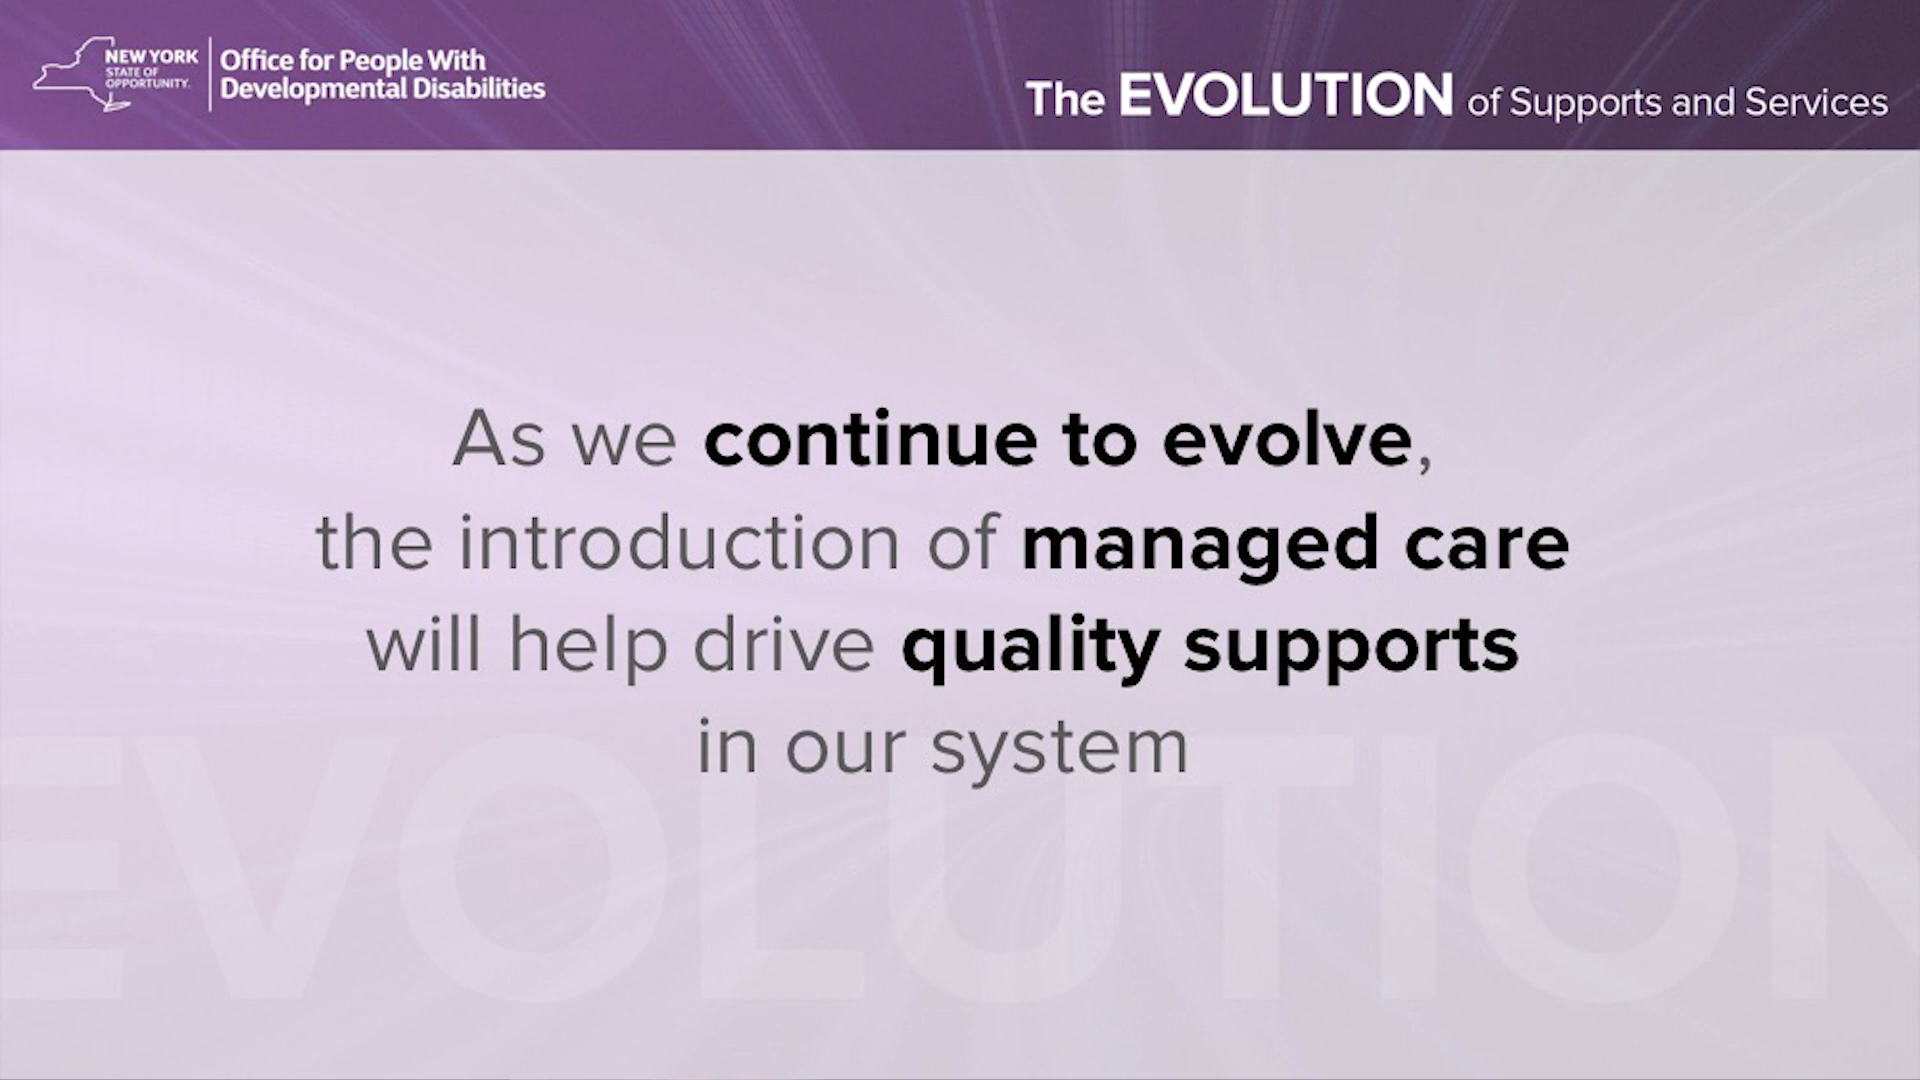 NEW YORK
STATE OF
OPPORTUNITY.
Office for People With
Developmental Disabilities
The EVOLUTION of Supports and Services
As we continue to evolve,
the introduction of managed care
will help drive quality supports
in our system
EVOLUTION